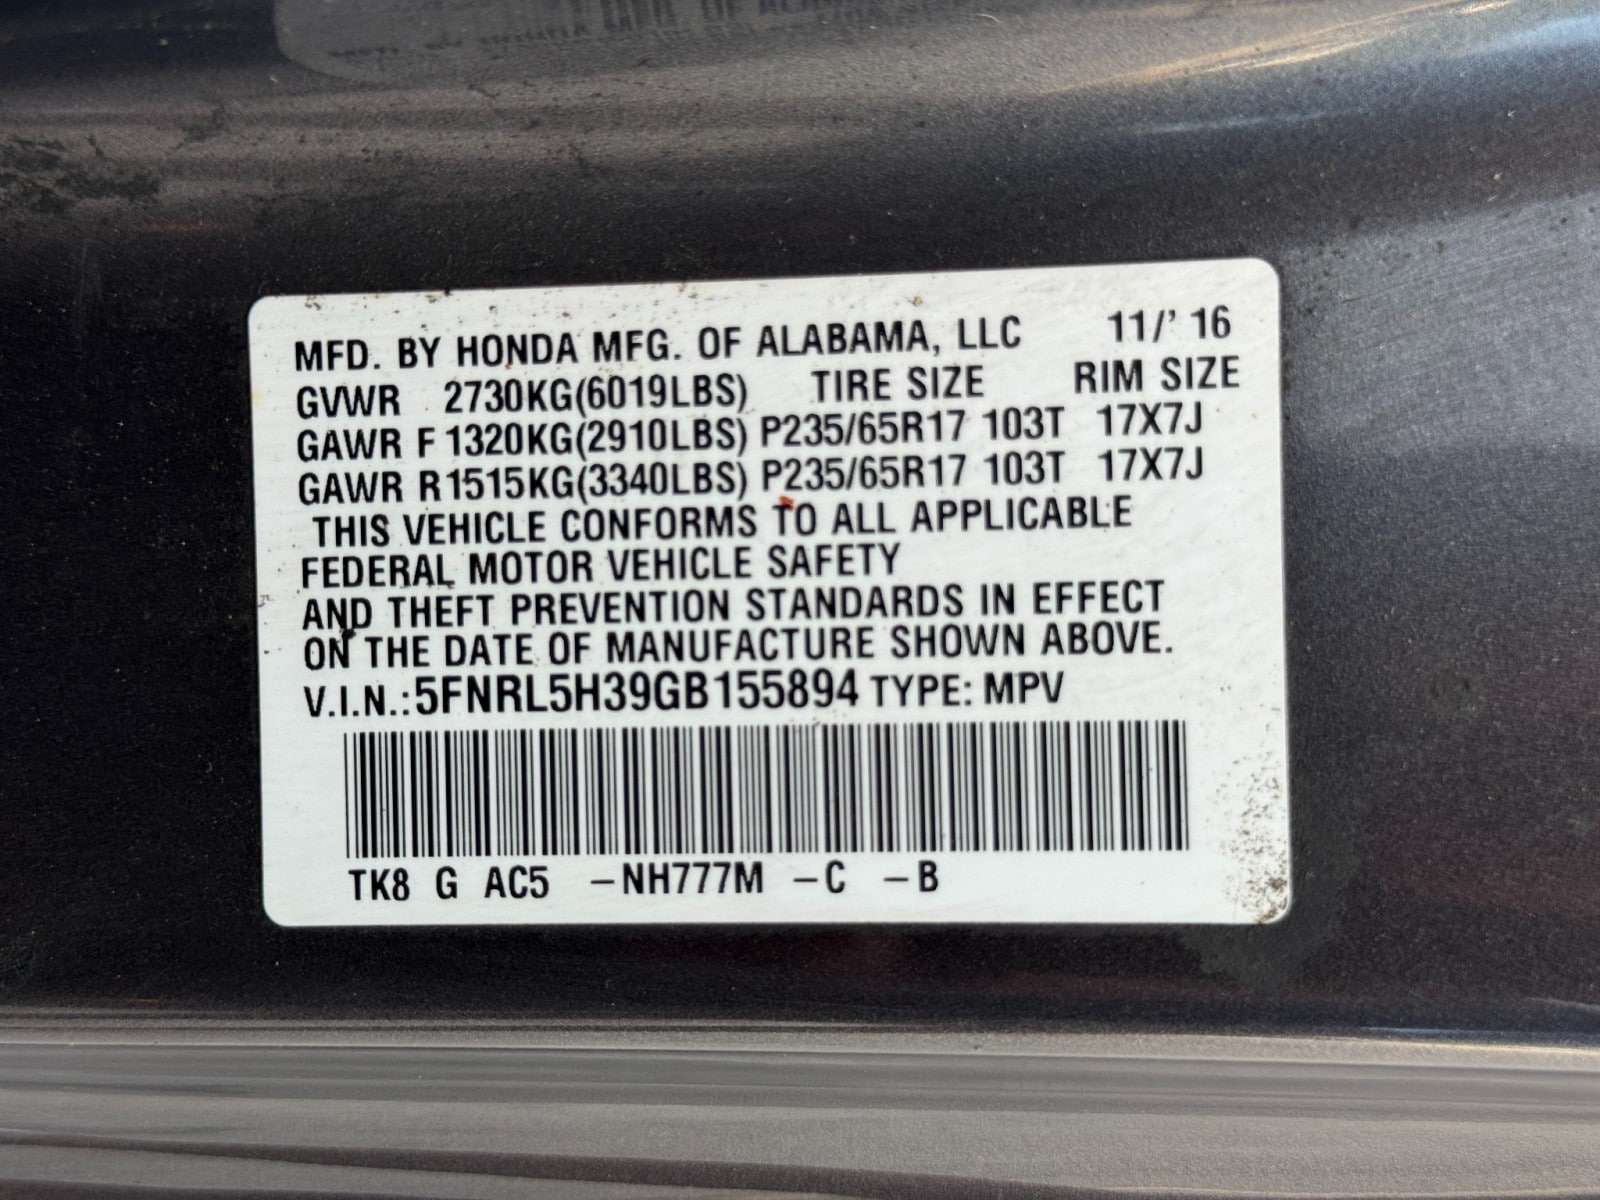 MFD. BY HONDA MFG. OF ALABAMA, LLC 11/' 16
GVWR 2730KG(6019LBS) TIRE SIZE RIM SIZE
GAWR F 1320KG(2910LBS) P235/65R17 103T 17X7J
GAWR R 1515KG(3340LBS) P235/65R17 103T 17X7J
THIS VEHICLE CONFORMS TO ALL APPLICABLE
FEDERAL MOTOR VEHICLE SAFETY
AND THEFT PREVENTION STANDARDS IN EFFECT
ON THE DATE OF MANUFACTURE SHOWN ABOVE.
V.I.N.:5FNRL5H39GB155894 TYPE: MPV
TK8 G AC5 –NH777M –C –B